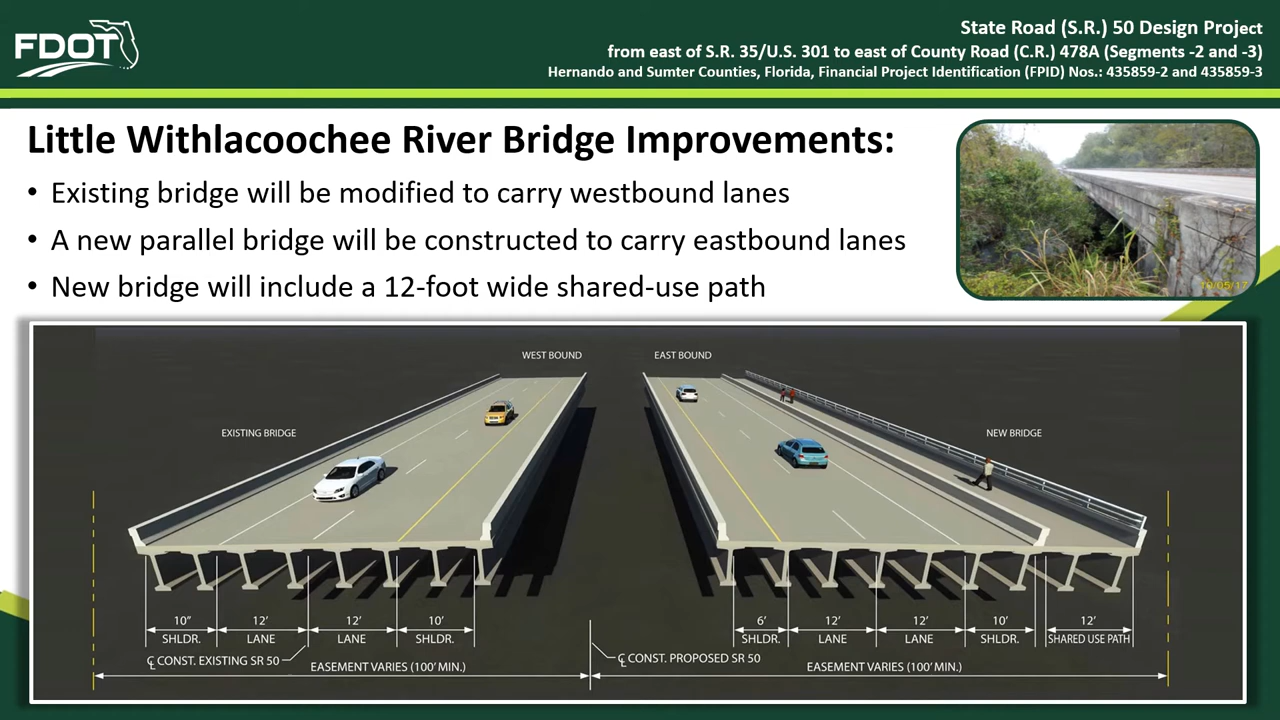 FDOT
State Road (S.R.) 50 Design Project
from east of S.R. 35/U.S. 301 to east of County Road (C.R.) 478A (Segments -2 and -3)
Hernando and Sumter Counties, Florida, Financial Project Identification (FPID) Nos.: 435859-2 and 435859-3
Little Withlacoochee River Bridge Improvements:
• Existing bridge will be modified to carry westbound lanes
• A new parallel bridge will be constructed to carry eastbound lanes
• New bridge will include a 12-foot wide shared-use path
10/05/17
WEST BOUND
EAST BOUND
EXISTING BRIDGE
NEW BRIDGE
10" 12' 12' 10'
SHLDR. LANE LANE SHLDR.
6' 12' 12' 10' 12'
SHLDR. LANE LANE SHLDR. SHARED USE PATH
℄ CONST. EXISTING SR 50
℄ CONST. PROPOSED SR 50
EASEMENT VARIES (100' MIN.)
EASEMENT VARIES (100' MIN.)